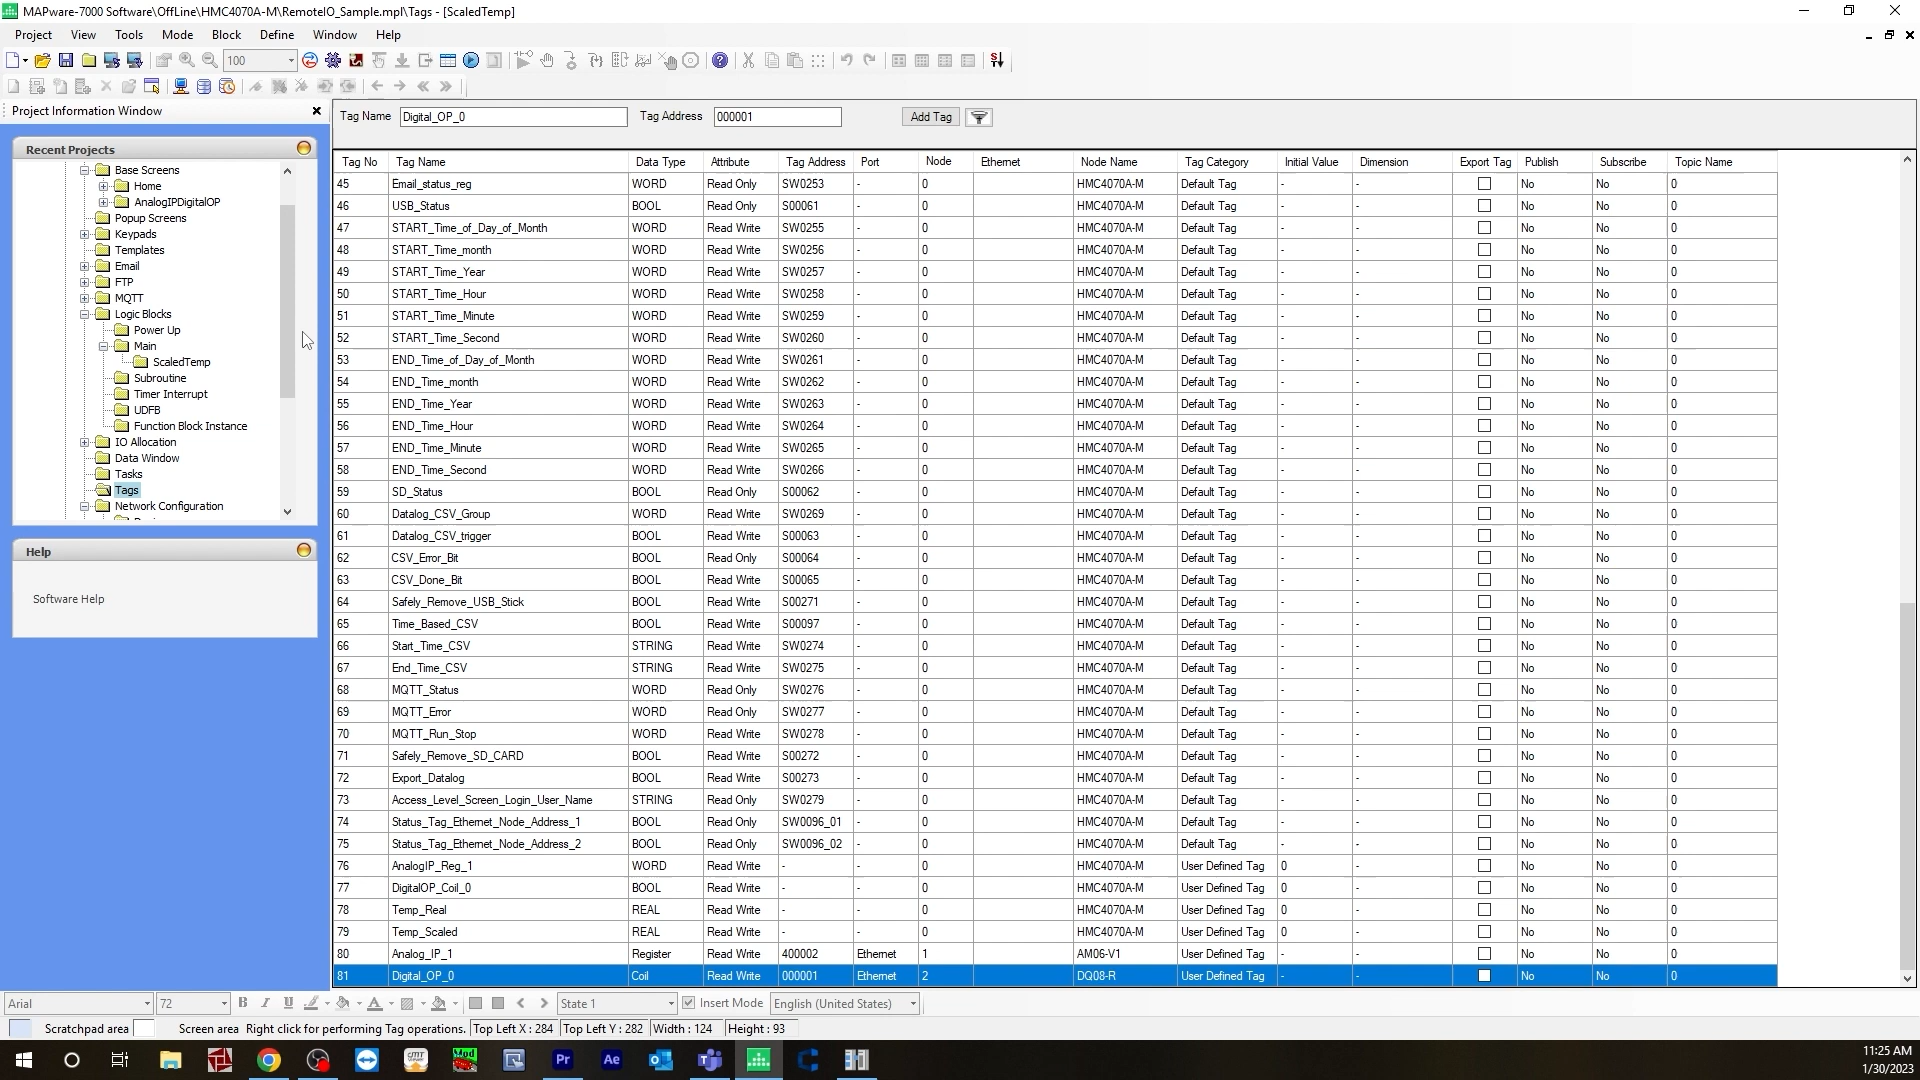 MAPware-7000 Software\OffLine\HMC4070A-M\RemoteIO_Sample.mpl\Tags - [ScaledTemp]
Project View Tools Mode Block Define Window Help
100
Project Information Window
Recent Projects
Base Screens
Home
AnalogIPDigitalOP
Popup Screens
Keypads
Templates
Email
FTP
MQTT
Logic Blocks
Power Up
Main
ScaledTemp
Subroutine
Timer Interrupt
UDFB
Function Block Instance
IO Allocation
Data Window
Tasks
Tags
Network Configuration
Help
Software Help
Tag Name Digital_OP_0 Tag Address 000001 Add Tag
Tag No Tag Name Data Type Attribute Tag Address Port Node Ethernet Node Name Tag Category Initial Value Dimension Export Tag Publish Subscribe Topic Name
45 Email_status_reg WORD Read Only SW0253 - 0 HMC4070A-M Default Tag - - No No 0
46 USB_Status BOOL Read Only S00061 - 0 HMC4070A-M Default Tag - - No No 0
47 START_Time_of_Day_of_Month WORD Read Write SW0255 - 0 HMC4070A-M Default Tag - - No No 0
48 START_Time_month WORD Read Write SW0256 - 0 HMC4070A-M Default Tag - - No No 0
49 START_Time_Year WORD Read Write SW0257 - 0 HMC4070A-M Default Tag - - No No 0
50 START_Time_Hour WORD Read Write SW0258 - 0 HMC4070A-M Default Tag - - No No 0
51 START_Time_Minute WORD Read Write SW0259 - 0 HMC4070A-M Default Tag - - No No 0
52 START_Time_Second WORD Read Write SW0260 - 0 HMC4070A-M Default Tag - - No No 0
53 END_Time_of_Day_of_Month WORD Read Write SW0261 - 0 HMC4070A-M Default Tag - - No No 0
54 END_Time_month WORD Read Write SW0262 - 0 HMC4070A-M Default Tag - - No No 0
55 END_Time_Year WORD Read Write SW0263 - 0 HMC4070A-M Default Tag - - No No 0
56 END_Time_Hour WORD Read Write SW0264 - 0 HMC4070A-M Default Tag - - No No 0
57 END_Time_Minute WORD Read Write SW0265 - 0 HMC4070A-M Default Tag - - No No 0
58 END_Time_Second WORD Read Write SW0266 - 0 HMC4070A-M Default Tag - - No No 0
59 SD_Status BOOL Read Only S00062 - 0 HMC4070A-M Default Tag - - No No 0
60 Datalog_CSV_Group WORD Read Write SW0269 - 0 HMC4070A-M Default Tag - - No No 0
61 Datalog_CSV_trigger BOOL Read Write S00063 - 0 HMC4070A-M Default Tag - - No No 0
62 CSV_Error_Bit BOOL Read Only S00064 - 0 HMC4070A-M Default Tag - - No No 0
63 CSV_Done_Bit BOOL Read Write S00065 - 0 HMC4070A-M Default Tag - - No No 0
64 Safely_Remove_USB_Stick BOOL Read Write S00271 - 0 HMC4070A-M Default Tag - - No No 0
65 Time_Based_CSV BOOL Read Write S00097 - 0 HMC4070A-M Default Tag - - No No 0
66 Start_Time_CSV STRING Read Write SW0274 - 0 HMC4070A-M Default Tag - - No No 0
67 End_Time_CSV STRING Read Write SW0275 - 0 HMC4070A-M Default Tag - - No No 0
68 MQTT_Status WORD Read Only SW0276 - 0 HMC4070A-M Default Tag - - No No 0
69 MQTT_Error WORD Read Only SW0277 - 0 HMC4070A-M Default Tag - - No No 0
70 MQTT_Run_Stop WORD Read Write SW0278 - 0 HMC4070A-M Default Tag - - No No 0
71 Safely_Remove_SD_CARD BOOL Read Write S00272 - 0 HMC4070A-M Default Tag - - No No 0
72 Export_Datalog BOOL Read Write S00273 - 0 HMC4070A-M Default Tag - - No No 0
73 Access_Level_Screen_Login_User_Name STRING Read Only SW0279 - 0 HMC4070A-M Default Tag - - No No 0
74 Status_Tag_Ethernet_Node_Address_1 BOOL Read Only SW0096_01 - 0 HMC4070A-M Default Tag - - No No 0
75 Status_Tag_Ethernet_Node_Address_2 BOOL Read Only SW0096_02 - 0 HMC4070A-M Default Tag - - No No 0
76 AnalogIP_Reg_1 WORD Read Write - - 0 HMC4070A-M User Defined Tag 0 - No No 0
77 DigitalOP_Coil_0 BOOL Read Write - - 0 HMC4070A-M User Defined Tag 0 - No No 0
78 Temp_Real REAL Read Write - - 0 HMC4070A-M User Defined Tag 0 - No No 0
79 Temp_Scaled REAL Read Write - - 0 HMC4070A-M User Defined Tag 0 - No No 0
80 Analog_IP_1 Register Read Write 400002 Ethernet 1 AM06-V1 User Defined Tag - - No No 0
81 Digital_OP_0 Coil Read Write 000001 Ethernet 2 DQ08-R User Defined Tag - - No No 0
Arial 72 B I U A State 1 Insert Mode English (United States)
Scratchpad area Screen area Right click for performing Tag operations. Top Left X : 284 Top Left Y : 282 Width : 124 Height : 93
11:25 AM
1/30/2023